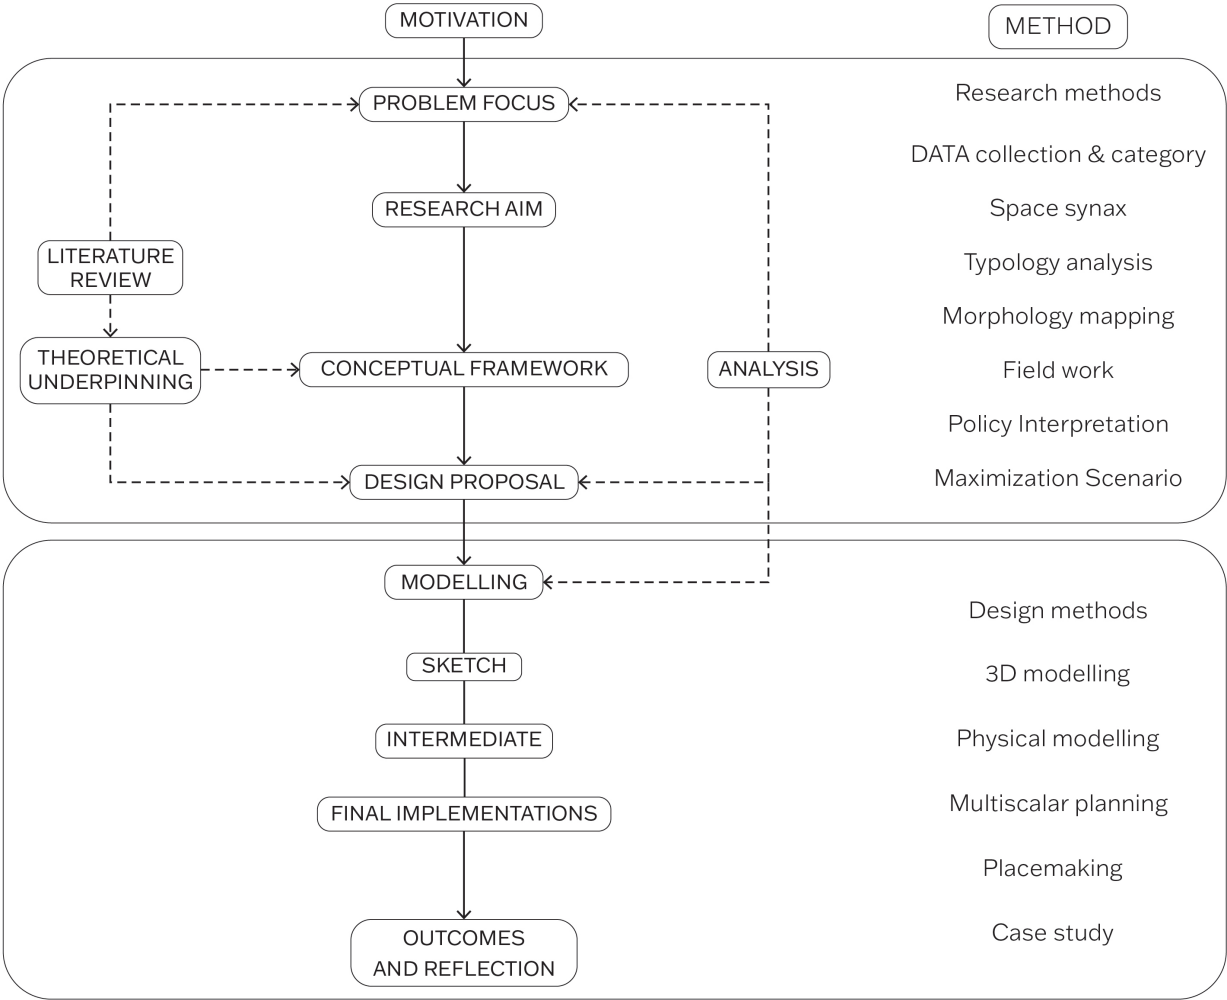 MOTIVATION
METHOD
PROBLEM FOCUS
RESEARCH AIM
LITERATURE
REVIEW
THEORETICAL
UNDERPINNING
CONCEPTUAL FRAMEWORK
ANALYSIS
DESIGN PROPOSAL
Research methods
DATA collection & category
Space synax
Typology analysis
Morphology mapping
Field work
Policy Interpretation
Maximization Scenario
MODELLING
SKETCH
INTERMEDIATE
FINAL IMPLEMENTATIONS
OUTCOMES
AND REFLECTION
Design methods
3D modelling
Physical modelling
Multiscalar planning
Placemaking
Case study